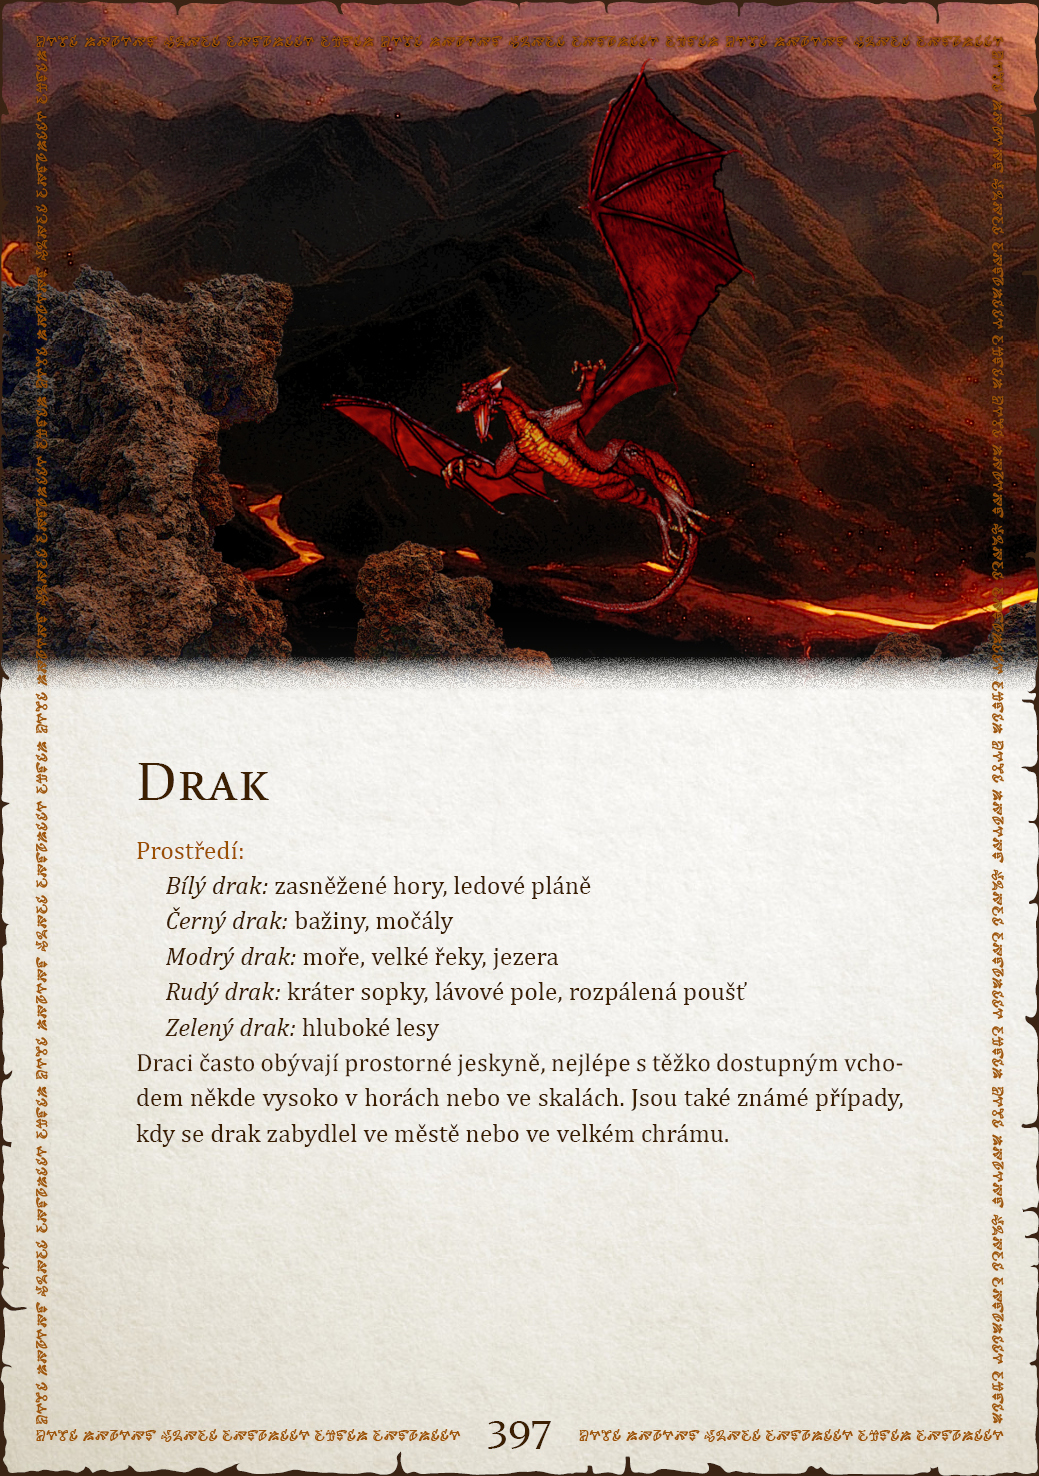 Drak
Prostředí:
Bílý drak: zasněžené hory, ledové pláně
Černý drak: bažiny, močály
Modrý drak: moře, velké řeky, jezera
Rudý drak: kráter sopky, lávové pole, rozpálená poušť
Zelený drak: hluboké lesy
Draci často obývají prostorné jeskyně, nejlépe s těžko dostupným vcho-
dem někde vysoko v horách nebo ve skalách. Jsou také známé případy,
kdy se drak zabydlel ve městě nebo ve velkém chrámu.
397